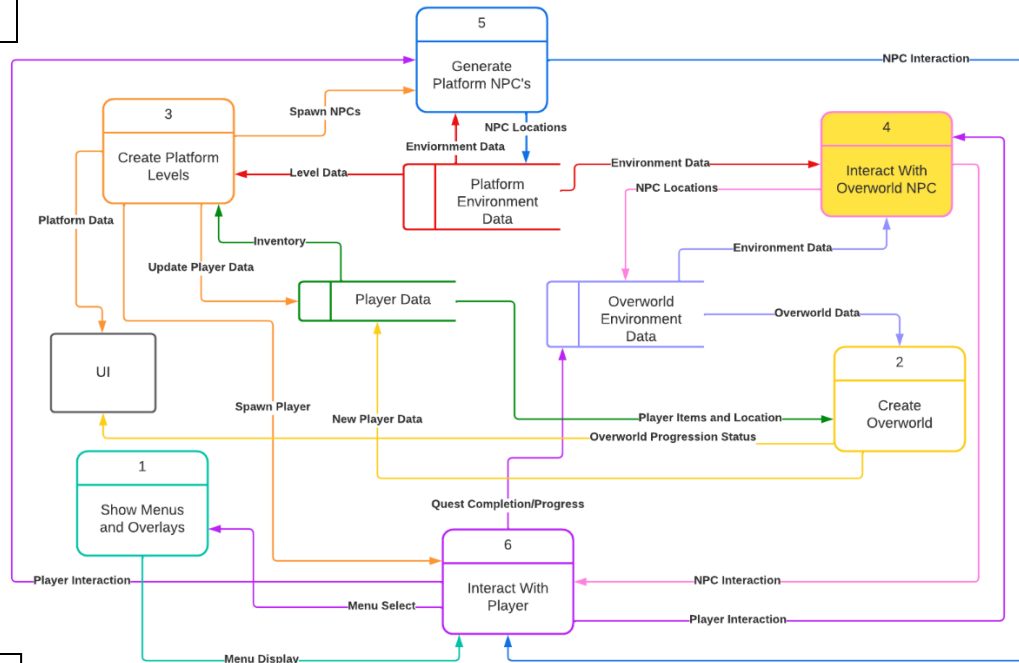 5
Generate
Platform NPC's
NPC Interaction
Spawn NPCs
3
Create Platform
Levels
NPC Locations
Enviornment Data
4
Interact With
Overworld NPC
Level Data
Platform
Environment
Data
Environment Data
NPC Locations
Platform Data
Inventory
Update Player Data
Environment Data
Player Data
Overworld
Environment
Data
Overworld Data
UI
2
Create
Overworld
Spawn Player
New Player Data
Player Items and Location
Overworld Progression Status
1
Show Menus
and Overlays
Quest Completion/Progress
6
Interact With
Player
Player Interaction
NPC Interaction
Menu Select
Player Interaction
Menu Display